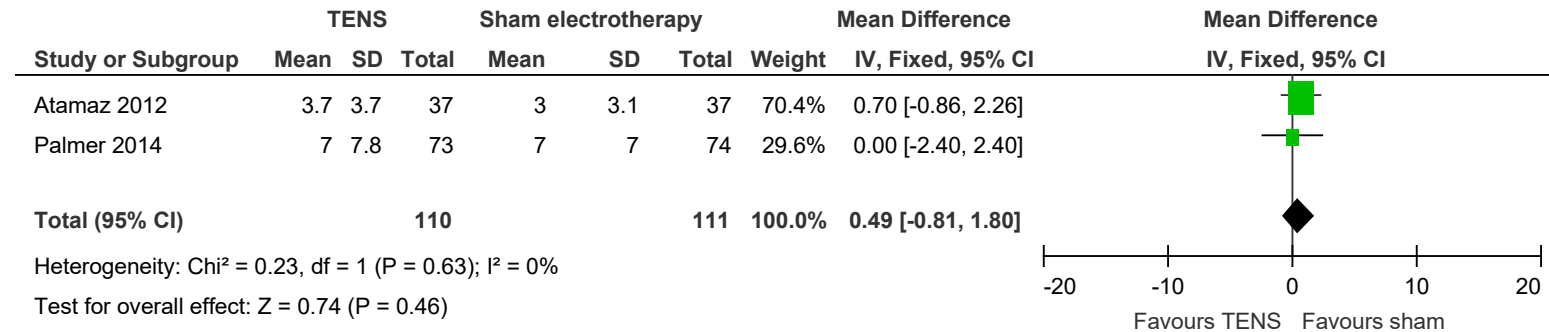 TENS Sham electrotherapy Mean Difference Mean Difference
Study or Subgroup Mean SD Total Mean SD Total Weight IV, Fixed, 95% CI IV, Fixed, 95% CI
Atamaz 2012 3.7 3.7 37 3 3.1 37 70.4% 0.70 [-0.86, 2.26]
Palmer 2014 7 7.8 73 7 7 74 29.6% 0.00 [-2.40, 2.40]
Total (95% CI) 110 111 100.0% 0.49 [-0.81, 1.80]
Heterogeneity: Chi² = 0.23, df = 1 (P = 0.63); I² = 0%
Test for overall effect: Z = 0.74 (P = 0.46)
-20 -10 0 10 20
Favours TENS Favours sham